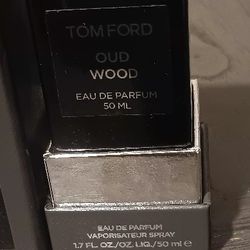 TOM FORD
OUD
WOOD
EAU DE PARFUM
50 ML
EAU DE PARFUM
VAPORISATEUR SPRAY
1.7 FL. OZ./OZ. LIQ./50 ml ℮